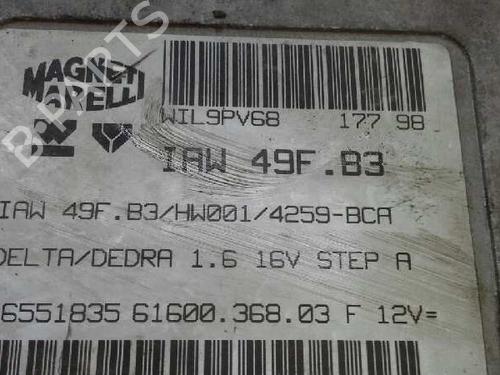 MAGNETI
MARELLI
WIL9PV68 177 98
IAW 49F.B3
IAW 49F.B3/HW001/4259-BCA
DELTA/DEDRA 1.6 16V STEP A
6551835 61600.368.03 F 12V=
B PARTS